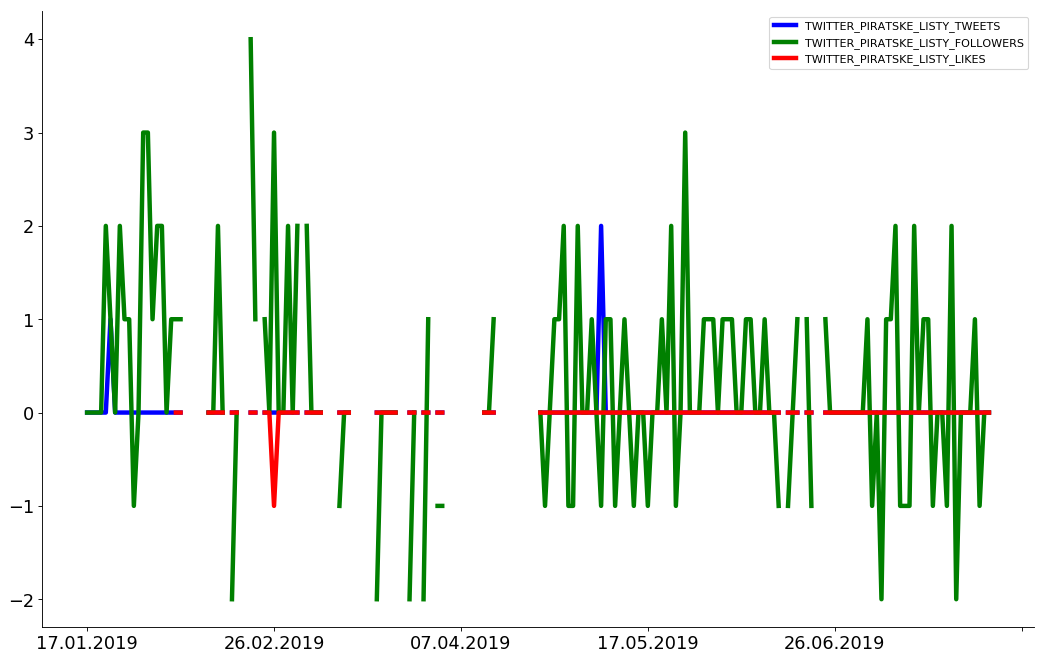 TWITTER_PIRATSKE_LISTY_TWEETS
TWITTER_PIRATSKE_LISTY_FOLLOWERS
TWITTER_PIRATSKE_LISTY_LIKES
4
3
2
1
0
−1
−2
17.01.2019 26.02.2019 07.04.2019 17.05.2019 26.06.2019